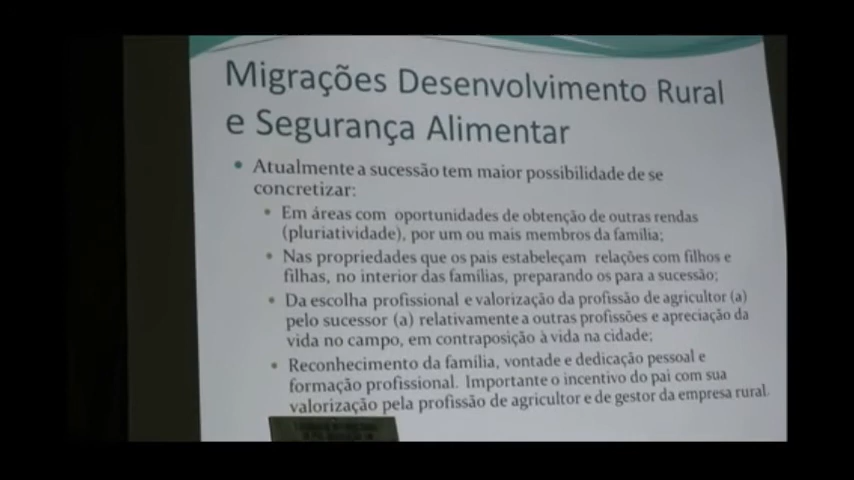 Migrações Desenvolvimento Rural
e Segurança Alimentar
• Atualmente a sucessão tem maior possibilidade de se
concretizar:
• Em áreas com oportunidades de obtenção de outras rendas
(pluriatividade), por um ou mais membros da família;
• Nas propriedades que os pais estabeleçam relações com filhos e
filhas, no interior das famílias, preparando os para a sucessão;
• Da escolha profissional e valorização da profissão de agricultor (a)
pelo sucessor (a) relativamente a outras profissões e apreciação da
vida no campo, em contraposição à vida na cidade;
• Reconhecimento da família, vontade e dedicação pessoal e
formação profissional. Importante o incentivo do pai com sua
valorização pela profissão de agricultor e de gestor da empresa rural.